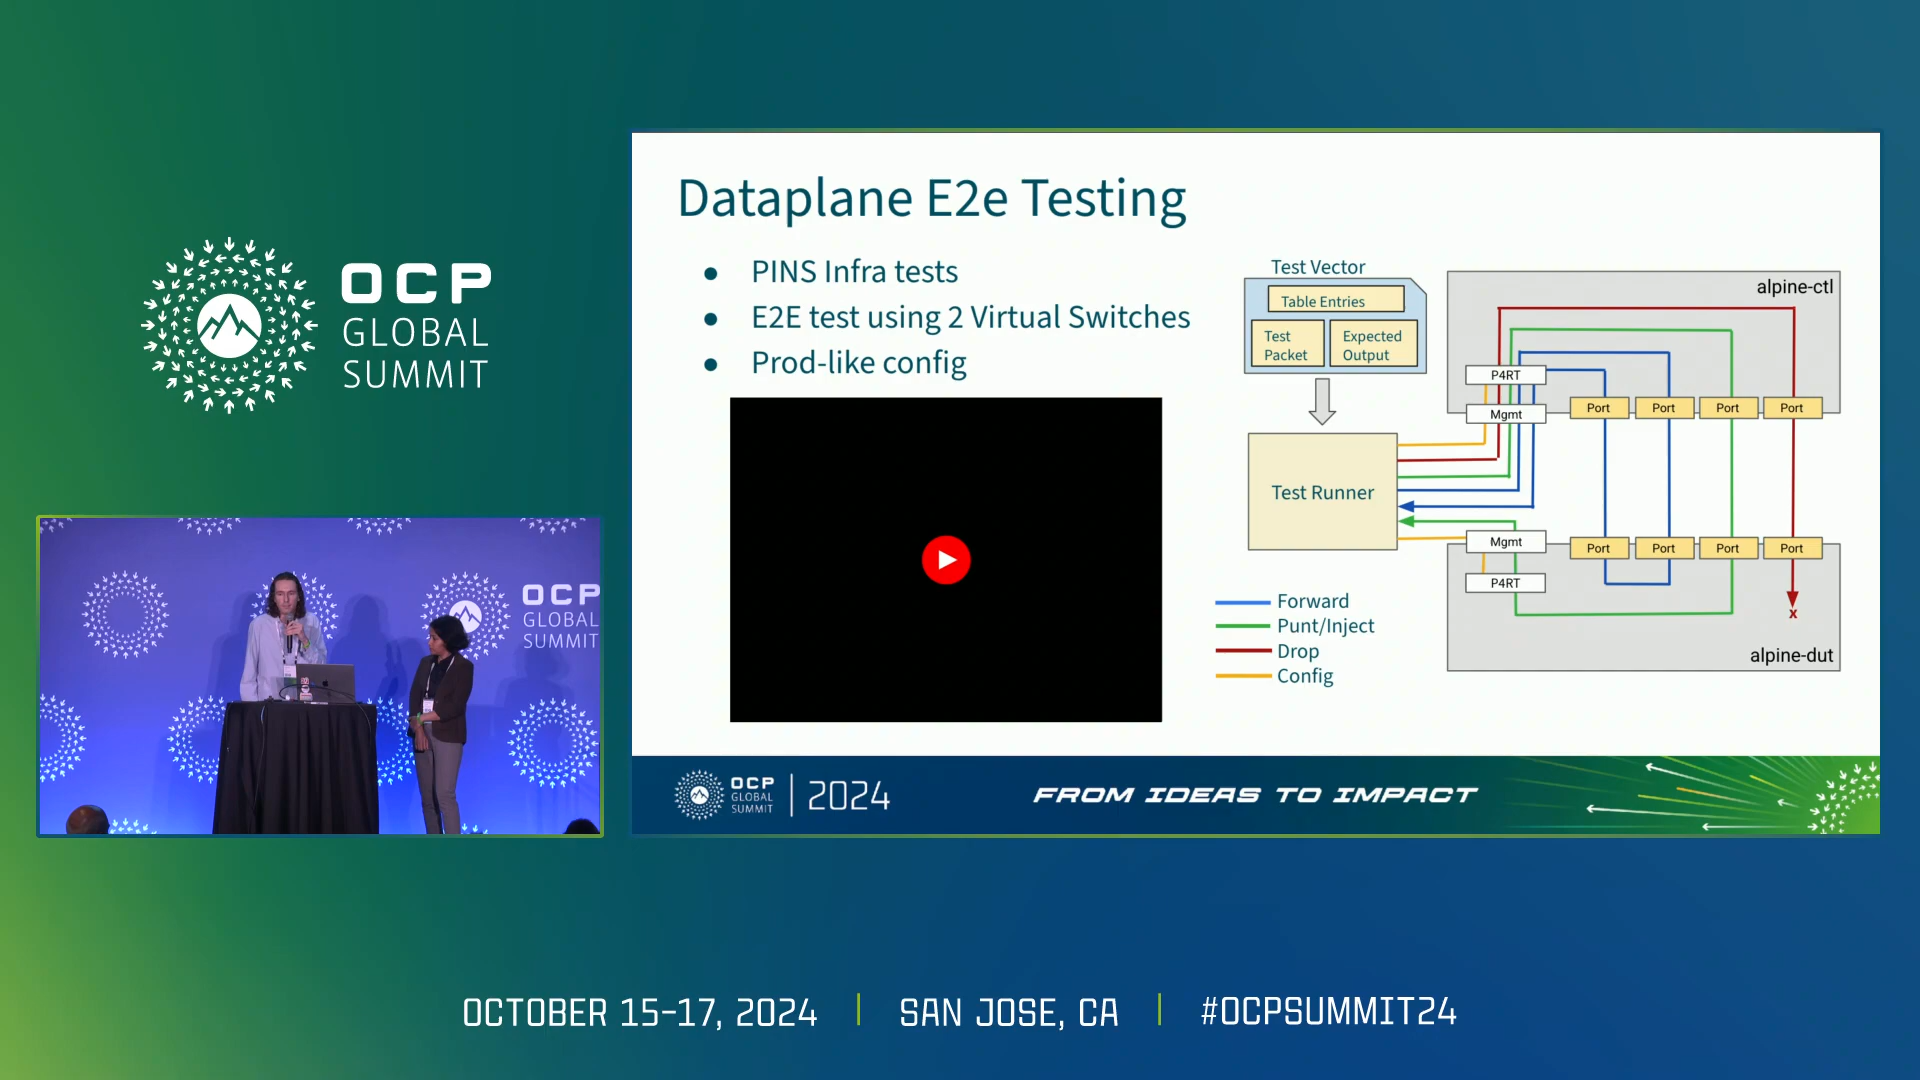 OCP
GLOBAL
SUMMIT
OCP
GLOBAL
SUMMIT
Dataplane E2e Testing
● PINS Infra tests
● E2E test using 2 Virtual Switches
● Prod-like config
Test Vector
Table Entries
Test
Packet
Expected
Output
Test Runner
alpine-ctl
P4RT
Mgmt
Port
Port
Port
Port
Mgmt
P4RT
Port
Port
Port
Port
x
alpine-dut
Forward
Punt/Inject
Drop
Config
OCP
GLOBAL
SUMMIT
2024
FROM IDEAS TO IMPACT
OCTOBER 15-17, 2024 | SAN JOSE, CA | #OCPSUMMIT24